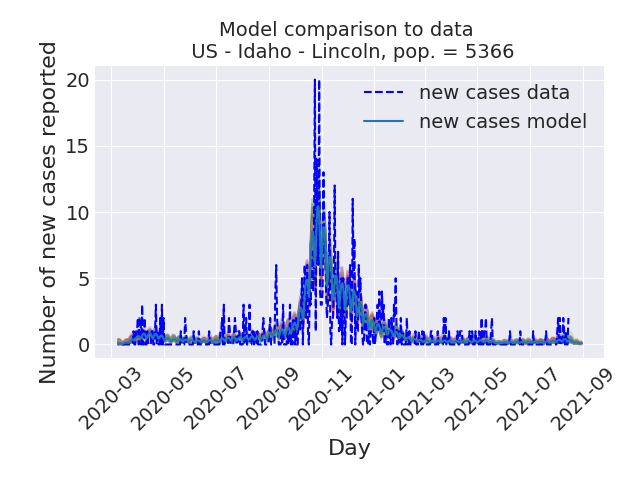 Model comparison to data
US - Idaho - Lincoln, pop. = 5366
new cases data
new cases model
Number of new cases reported
20
15
10
5
0
2020-03
2020-05
2020-07
2020-09
2020-11
2021-01
2021-03
2021-05
2021-07
2021-09
Day